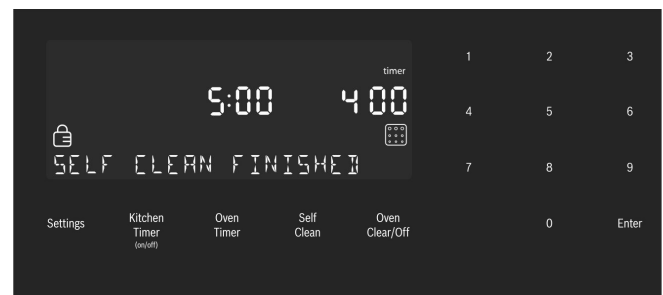 timer
5:00 4 00
SELF CLEAN FINISHED
Settings
Kitchen Timer (on/off)
Oven Timer
Self Clean
Oven Clear/Off
1 2 3
4 5 6
7 8 9
0 Enter